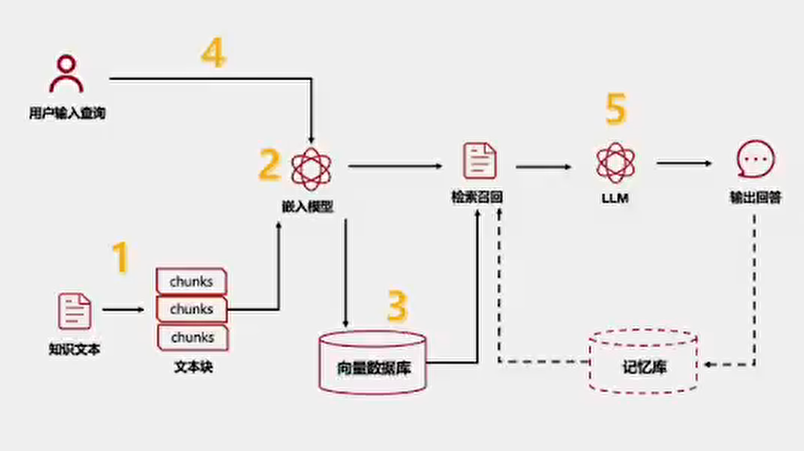 4
用户输入查询
5
2
嵌入模型
检索召回
LLM
输出回答
1
chunks
chunks
chunks
知识文本
文本块
3
向量数据库
记忆库